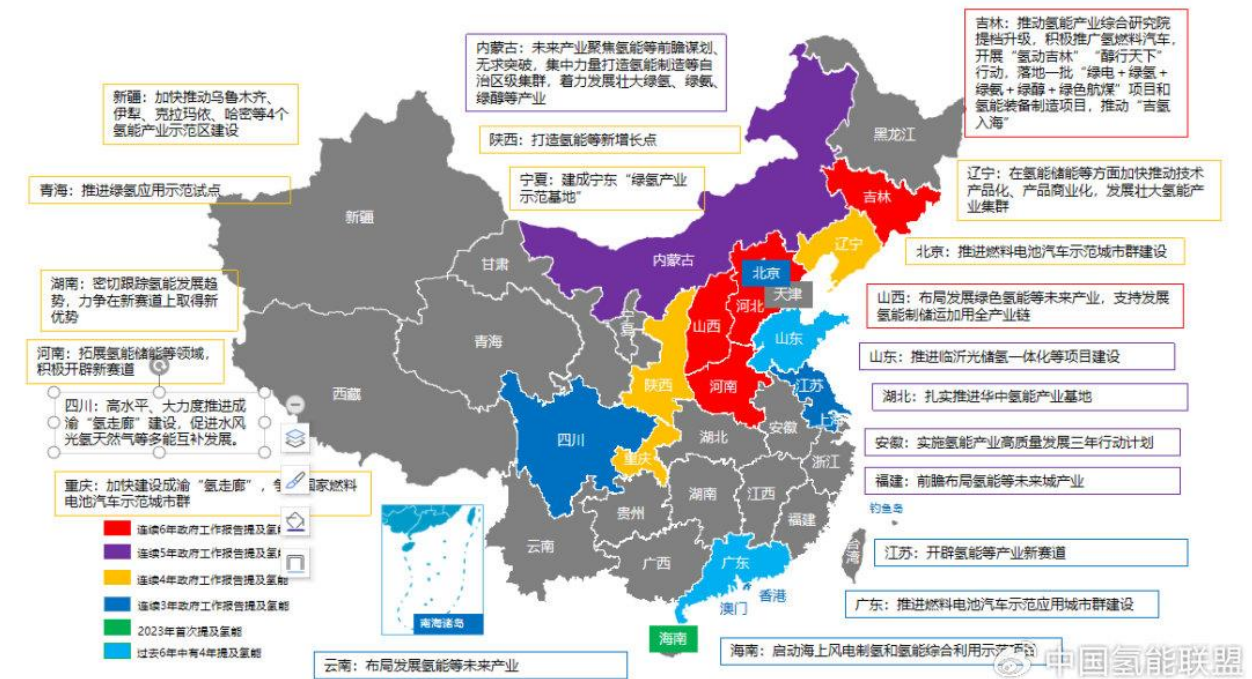 吉林：推动氢能产业综合研究院
提档升级，积极推广氢燃料汽车，
开展“氢动吉林” “醇行天下”
行动，落地一批“绿电＋绿氢＋
绿氨＋绿醇＋绿色航煤”项目和
氢能装备制造项目，推动“吉氢
入海”
内蒙古：未来产业聚焦氢能等前瞻谋划、
无求突破，集中力量打造氢能制造等自
治区级集群，着力发展壮大绿氢、绿氨、
绿醇等产业
新疆：加快推动乌鲁木齐、
伊犁、克拉玛依、哈密等4个
氢能产业示范区建设
陕西：打造氢能等新增长点
宁夏：建成宁东“绿氢产业
示范基地”
青海：推进绿氢应用示范试点
辽宁：在氢能储能等方面加快推动技术
产品化、产品商业化，发展壮大氢能产
业集群
北京：推进燃料电池汽车示范城市群建设
湖南：密切跟踪氢能发展趋
势，力争在新赛道上取得新
优势
山西：布局发展绿色氢能等未来产业，支持发展
氢能制储运加用全产业链
河南：拓展氢能储能等领域，
积极开辟新赛道
山东：推进临沂光储氢一体化等项目建设
四川：高水平、大力度推进成
渝“氢走廊”建设，促进水风
光氢天然气等多能互补发展。
湖北：扎实推进华中氢能产业基地
安徽：实施氢能产业高质量发展三年行动计划
福建：前瞻布局氢能等未来城产业
重庆：加快建设成渝“氢走廊”，国家燃料
电池汽车示范城市群
江苏：开辟氢能等产业新赛道
广东：推进燃料电池汽车示范应用城市群建设
海南：启动海上风电制氢和氢能综合利用示范项目
云南：布局发展氢能等未来产业
黑龙江
吉林
辽宁
新疆
甘肃
内蒙古
北京
天津
河北
山西
山东
青海
陕西
河南
西藏
江苏
上海
四川
重庆
湖北
安徽
浙江
湖南
江西
贵州
福建
云南
广西
广东
台湾
钓鱼岛
香港
澳门
海南
南海诸岛
连续6年政府工作报告提及氢能
连续5年政府工作报告提及氢能
连续4年政府工作报告提及氢能
连续3年政府工作报告提及氢能
2023年首次提及氢能
过去6年中有4年提及氢能
中国氢能联盟